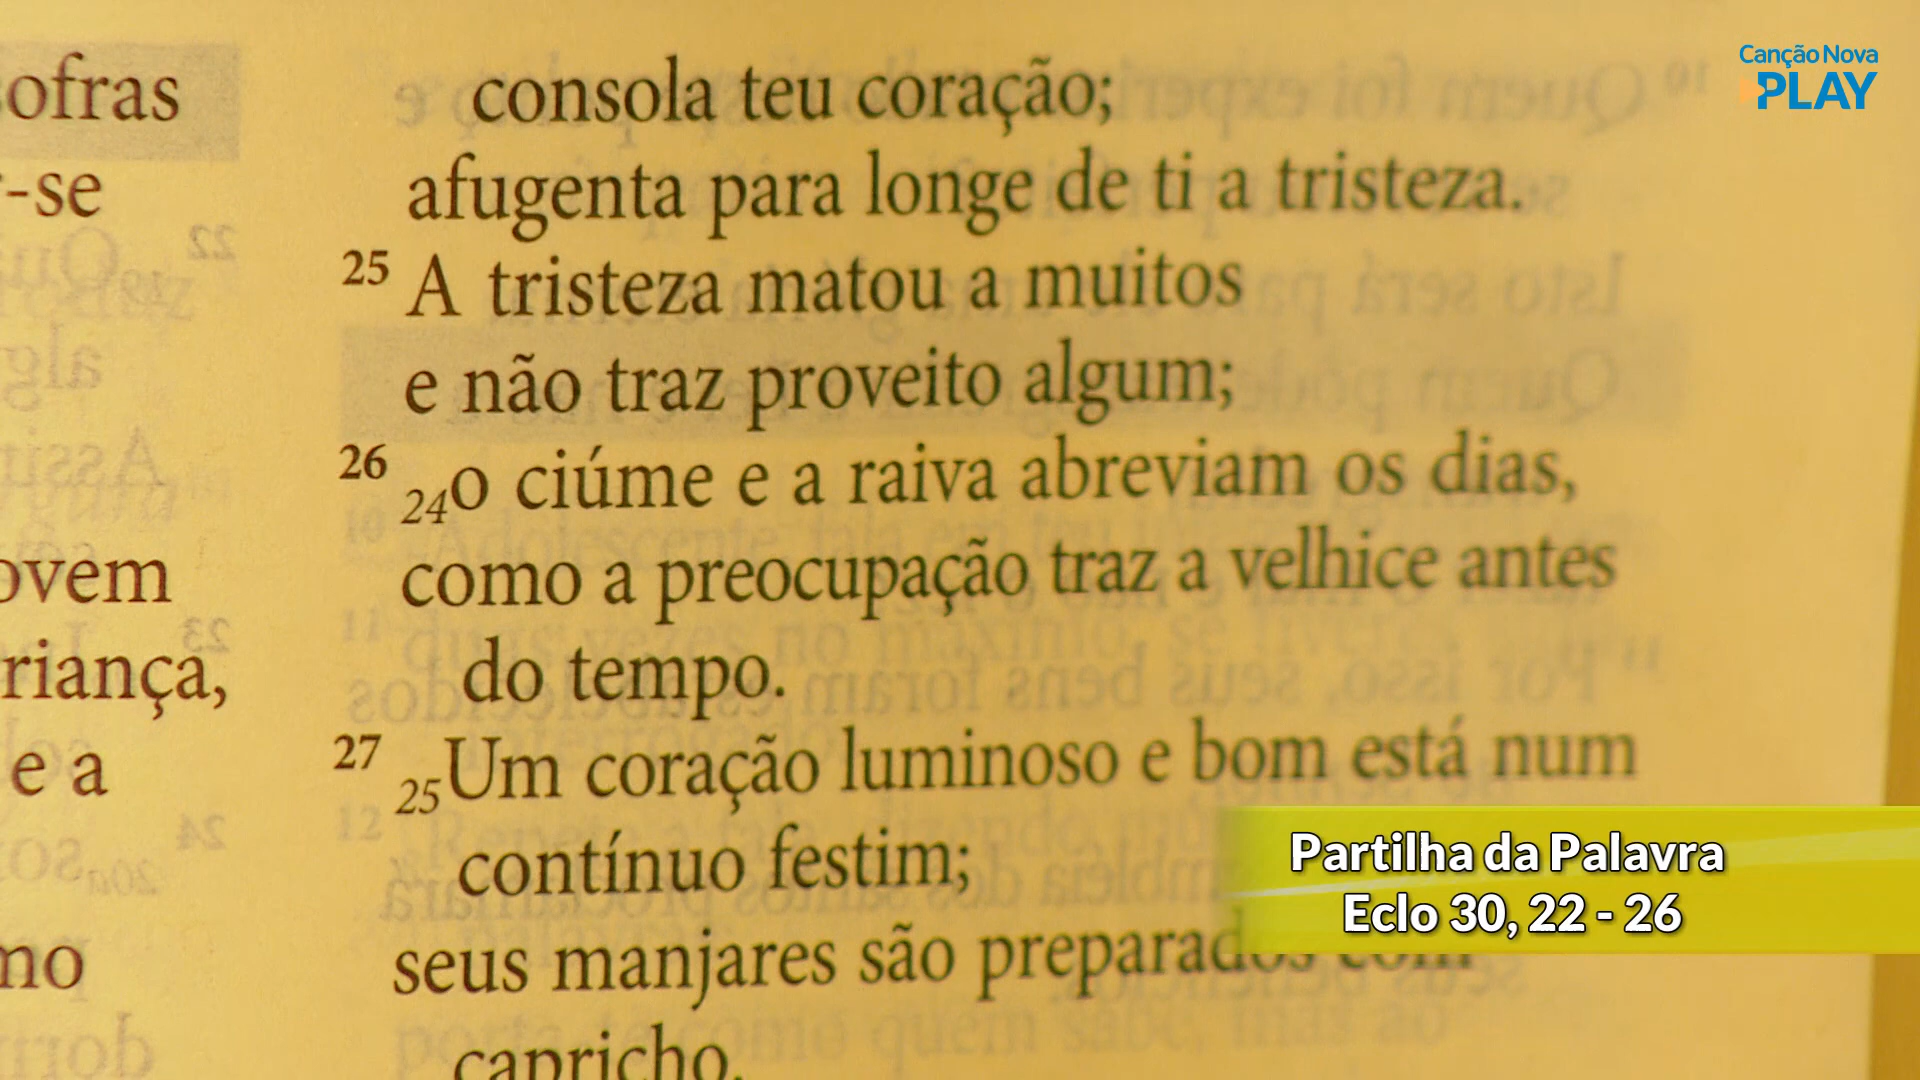 ofras
-se
ovem
riança,
e a
mo
consola teu coração;
afugenta para longe de ti a tristeza.
25 A tristeza matou a muitos
e não traz proveito algum;
26 24o ciúme e a raiva abreviam os dias,
como a preocupação traz a velhice antes
do tempo.
27 25Um coração luminoso e bom está num
contínuo festim;
seus manjares são preparados com
capricho.
Canção Nova
PLAY
Partilha da Palavra
Eclo 30, 22 - 26